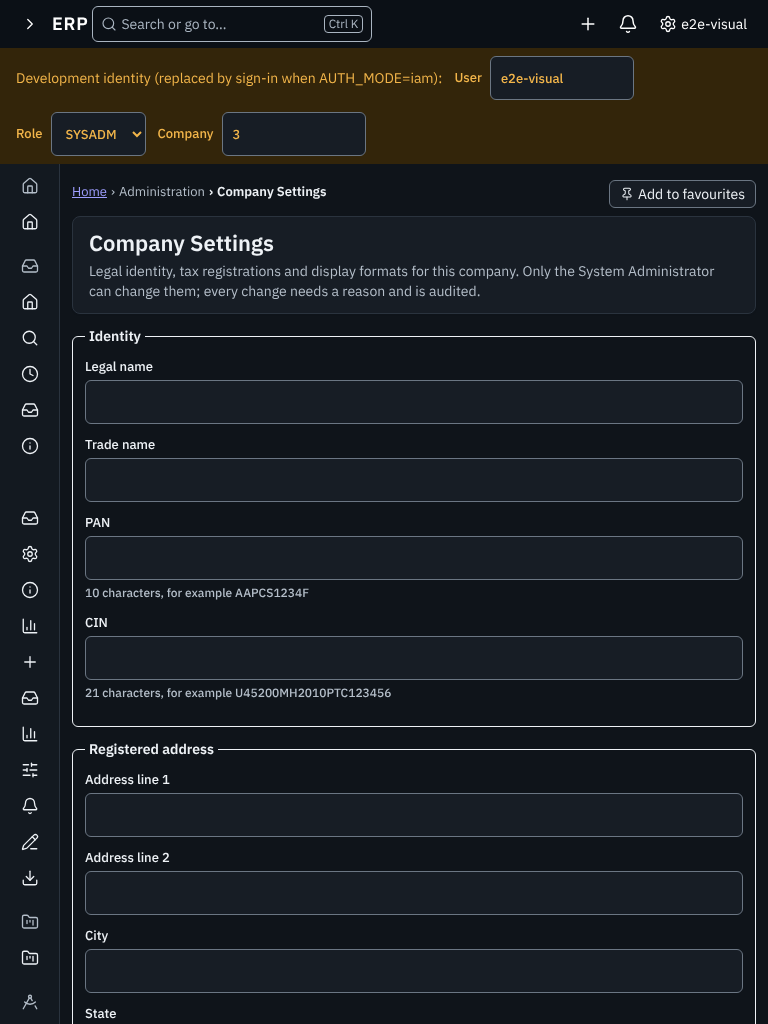 ERP
Search or go to...
Ctrl K
e2e-visual
Development identity (replaced by sign-in when AUTH_MODE=iam):
User
e2e-visual
Role
SYSADM
Company
3
Home › Administration › Company Settings
Add to favourites
Company Settings
Legal identity, tax registrations and display formats for this company. Only the System Administrator
can change them; every change needs a reason and is audited.
Identity
Legal name
Trade name
PAN
10 characters, for example AAPCS1234F
CIN
21 characters, for example U45200MH2010PTC123456
Registered address
Address line 1
Address line 2
City
State